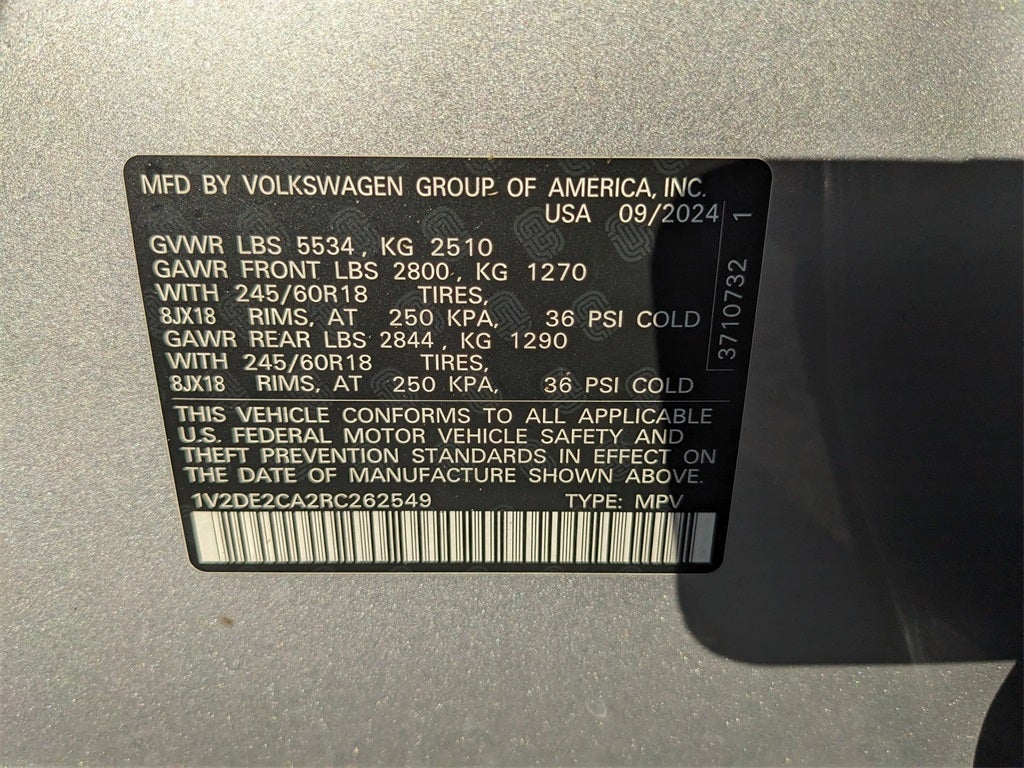 MFD BY VOLKSWAGEN GROUP OF AMERICA, INC.
USA 09/2024
GVWR LBS 5534, KG 2510
GAWR FRONT LBS 2800, KG 1270
WITH 245/60R18 TIRES,
8JX18 RIMS, AT 250 KPA, 36 PSI COLD
GAWR REAR LBS 2844, KG 1290
WITH 245/60R18 TIRES,
8JX18 RIMS, AT 250 KPA, 36 PSI COLD
THIS VEHICLE CONFORMS TO ALL APPLICABLE
U.S. FEDERAL MOTOR VEHICLE SAFETY AND
THEFT PREVENTION STANDARDS IN EFFECT ON
THE DATE OF MANUFACTURE SHOWN ABOVE.
1V2DE2CA2RC262549 TYPE: MPV
3710732 1